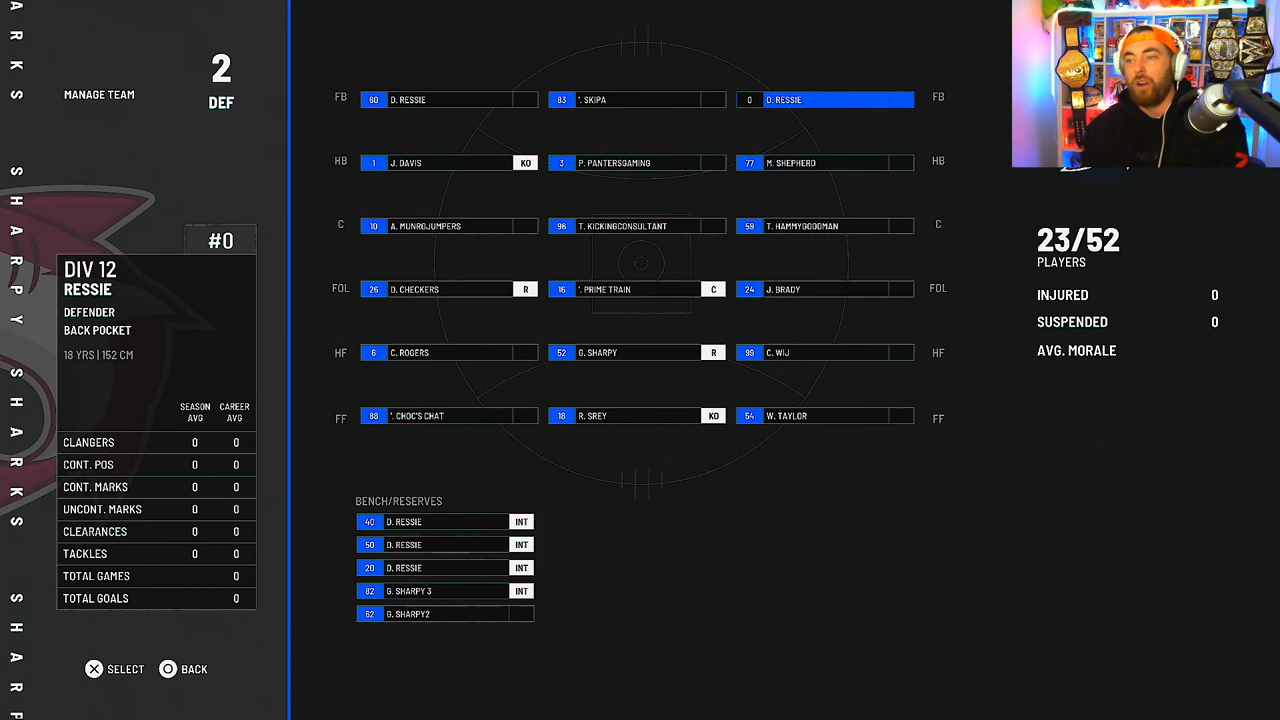 SHARPY SHARKS
MANAGE TEAM
2
DEF
#0
DIV 12
RESSIE
DEFENDER
BACK POCKET
18 YRS | 152 CM
SEASON AVG CAREER AVG
CLANGERS 0 0
CONT. POS 0 0
CONT. MARKS 0 0
UNCONT. MARKS 0 0
CLEARANCES 0 0
TACKLES 0 0
TOTAL GAMES 0
TOTAL GOALS 0
SELECT BACK
FB 60 D. RESSIE 83 '. SKIPA 0 D. RESSIE FB
HB 1 J. DAVIS KO 3 P. PANTERSGAMING 77 M. SHEPHERD HB
C 10 A. MUNROJUMPERS 96 T. KICKINGCONSULTANT 59 T. HAMMYGOODMAN C
FOL 26 D. CHECKERS R 16 '. PRIME TRAIN C 24 J. BRADY FOL
HF 6 C. ROGERS 52 G. SHARPY R 99 C. WIJ HF
FF 88 '. CHOC'S CHAT 18 R. SREY KO 54 W. TAYLOR FF
BENCH/RESERVES
40 D. RESSIE INT
50 D. RESSIE INT
20 D. RESSIE INT
82 G. SHARPY 3 INT
62 G. SHARPY2
23/52
PLAYERS
INJURED 0
SUSPENDED 0
AVG. MORALE